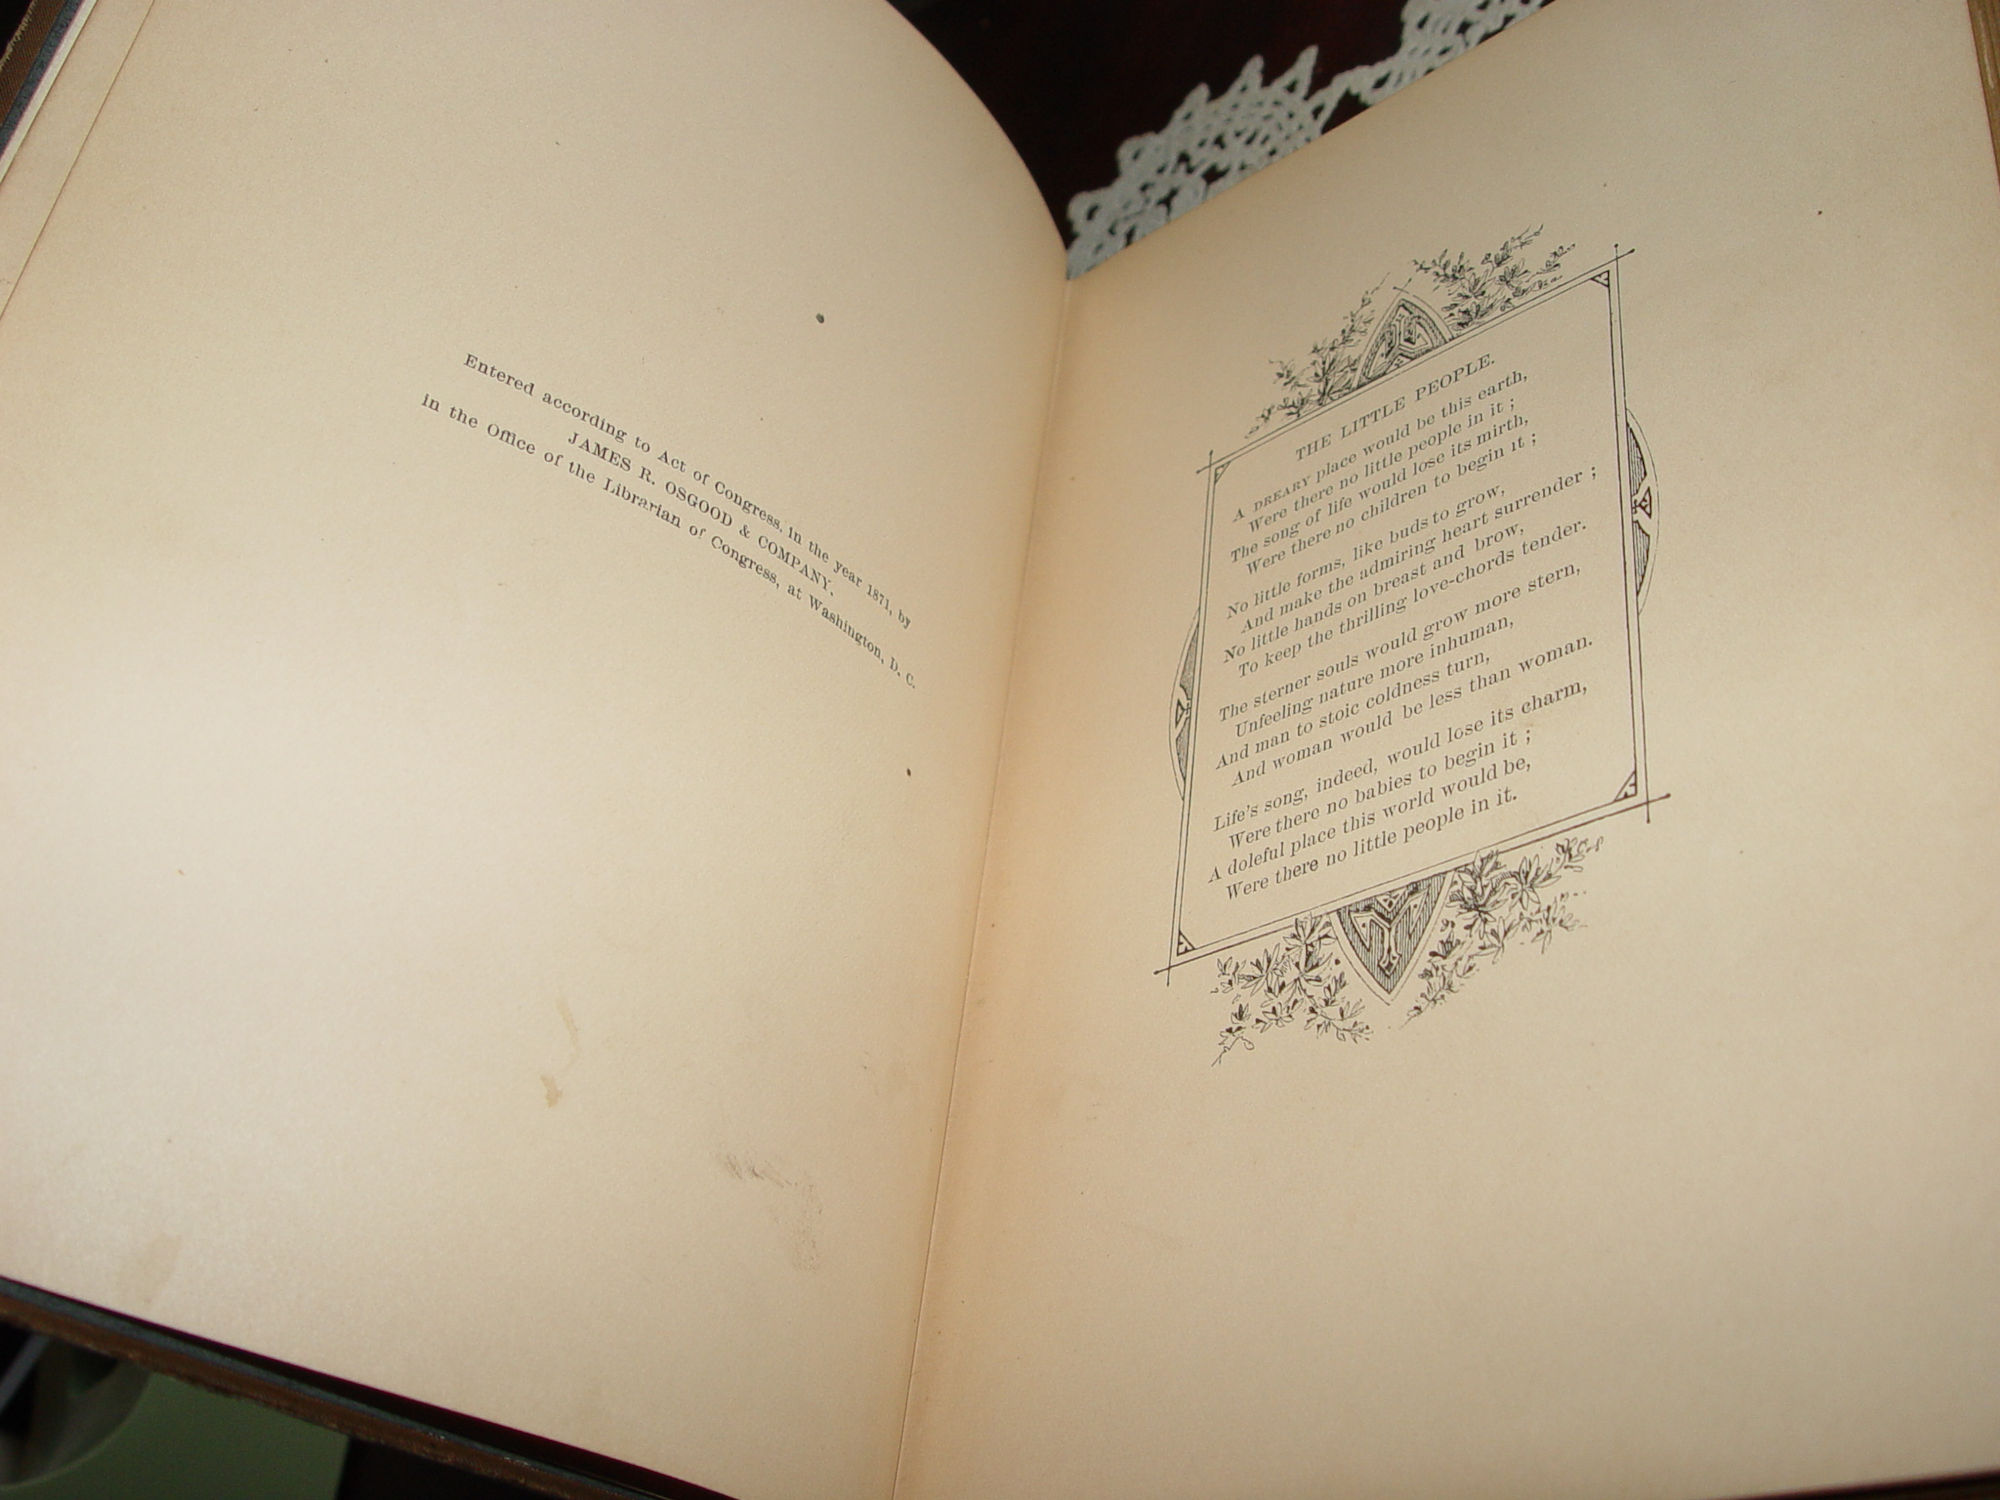 Entered according to Act of Congress, in the year 1871, by
JAMES R. OSGOOD & COMPANY.
in the Office of the Librarian of Congress, at Washington, D. C.
THE LITTLE PEOPLE.
A DREARY place would be this earth,
Were there no little people in it ;
The song of life would lose its mirth,
Were there no children to begin it ;
No little forms, like buds to grow,
And make the admiring heart surrender ;
No little hands on breast and brow,
To keep the thrilling love-chords tender.
The sterner souls would grow more stern,
Unfeeling nature more inhuman,
And man to stoic coldness turn,
And woman would be less than woman.
Life's song, indeed, would lose its charm,
Were there no babies to begin it ;
A doleful place this world would be,
Were there no little people in it.